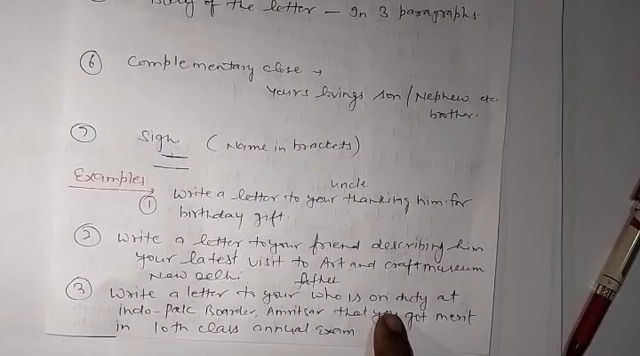 Body of the letter — In 3 paragraphs.
⑥ Complementary close →
yours livings son / Nephew etc
brother.
⑦ Sign (Name in brackets)
Examples
uncle
① Write a letter to your thanking him for
birthday gift.
② Write a letter to your friend describing him
your latest visit to Art and craft museum
New Delhi
father
③ Write a letter to your who is on duty at
Indo-Pak Boarder, Amritsar that you got merit
in 10th class annual Exam